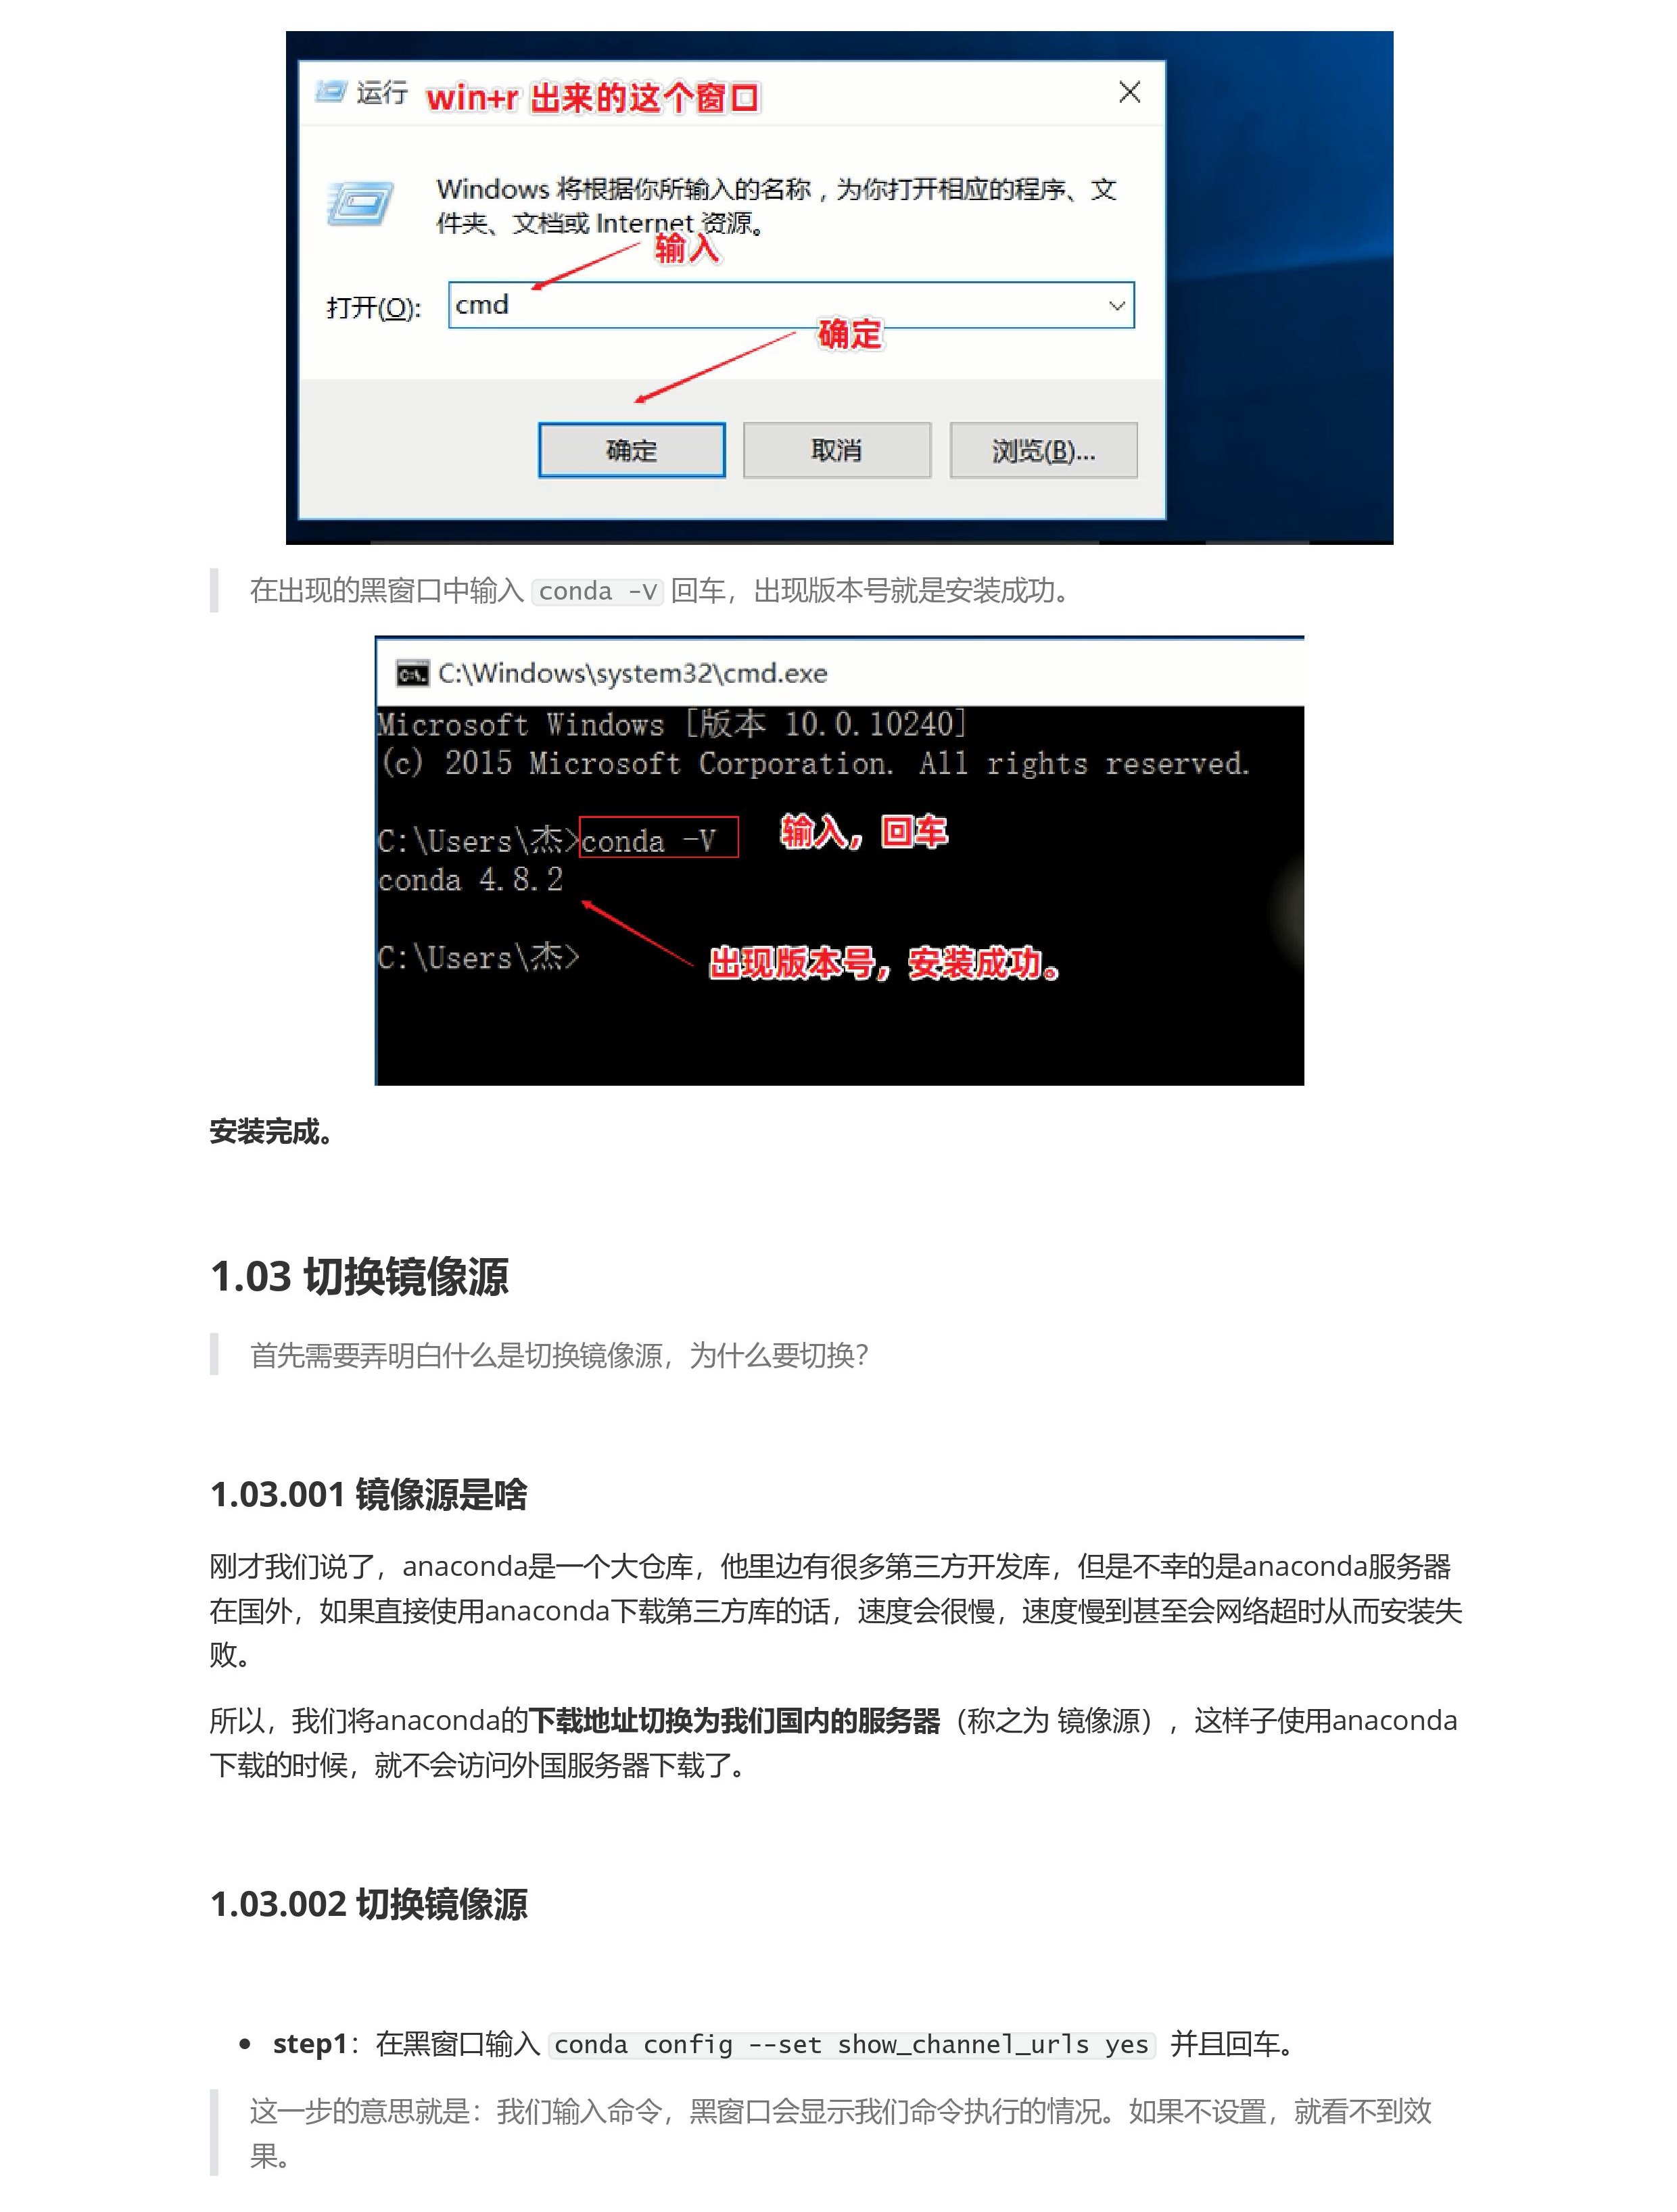 运行 win+r 出来的这个窗口
Windows 将根据你所输入的名称，为你打开相应的程序、文
件夹、文档或 Internet 资源。
输入
打开(O): cmd
确定
确定 取消 浏览(B)...
在出现的黑窗口中输入 conda -V 回车，出现版本号就是安装成功。
C:\Windows\system32\cmd.exe
Microsoft Windows [版本 10.0.10240]
(c) 2015 Microsoft Corporation. All rights reserved.
C:\Users\杰>conda -V 输入，回车
conda 4.8.2
C:\Users\杰> 出现版本号，安装成功。
安装完成。
1.03 切换镜像源
首先需要弄明白什么是切换镜像源，为什么要切换？
1.03.001 镜像源是啥
刚才我们说了，anaconda是一个大仓库，他里边有很多第三方开发库，但是不幸的是anaconda服务器
在国外，如果直接使用anaconda下载第三方库的话，速度会很慢，速度慢到甚至会网络超时从而安装失
败。
所以，我们将anaconda的下载地址切换为我们国内的服务器（称之为 镜像源），这样子使用anaconda
下载的时候，就不会访问外国服务器下载了。
1.03.002 切换镜像源
• step1：在黑窗口输入 conda config --set show_channel_urls yes 并且回车。
这一步的意思就是：我们输入命令，黑窗口会显示我们命令执行的情况。如果不设置，就看不到效
果。